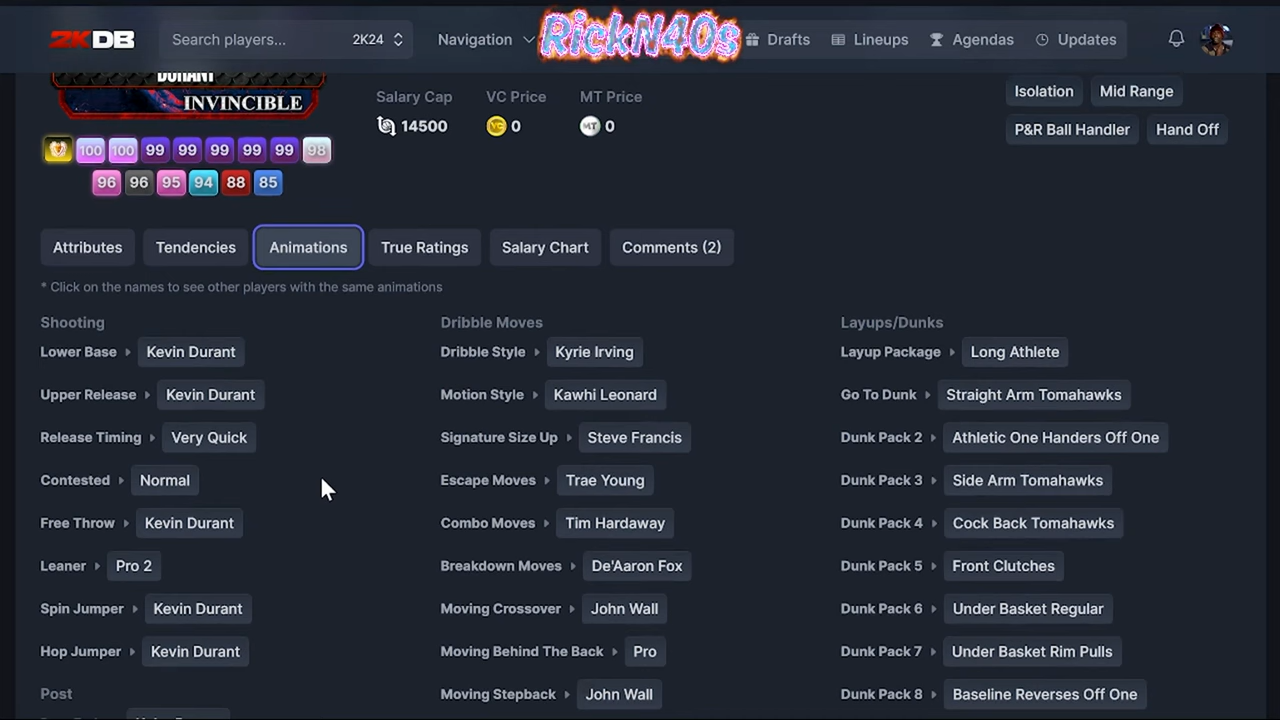 2KDB
Search players...
2K24
Navigation
RickN40s
Drafts
Lineups
Agendas
Updates
DURANT
INVINCIBLE
Salary Cap
VC Price
MT Price
14500
VC
0
MT
0
Isolation
Mid Range
P&R Ball Handler
Hand Off
100 100 99 99 99 99 99 98
96 96 95 94 88 85
Attributes
Tendencies
Animations
True Ratings
Salary Chart
Comments (2)
* Click on the names to see other players with the same animations
Shooting
Lower Base Kevin Durant
Upper Release Kevin Durant
Release Timing Very Quick
Contested Normal
Free Throw Kevin Durant
Leaner Pro 2
Spin Jumper Kevin Durant
Hop Jumper Kevin Durant
Post
Dribble Moves
Dribble Style Kyrie Irving
Motion Style Kawhi Leonard
Signature Size Up Steve Francis
Escape Moves Trae Young
Combo Moves Tim Hardaway
Breakdown Moves De'Aaron Fox
Moving Crossover John Wall
Moving Behind The Back Pro
Moving Stepback John Wall
Layups/Dunks
Layup Package Long Athlete
Go To Dunk Straight Arm Tomahawks
Dunk Pack 2 Athletic One Handers Off One
Dunk Pack 3 Side Arm Tomahawks
Dunk Pack 4 Cock Back Tomahawks
Dunk Pack 5 Front Clutches
Dunk Pack 6 Under Basket Regular
Dunk Pack 7 Under Basket Rim Pulls
Dunk Pack 8 Baseline Reverses Off One